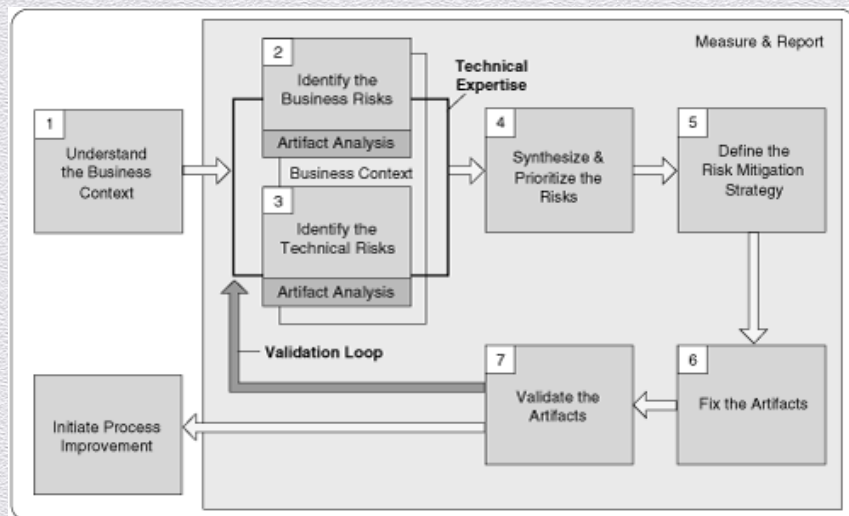 Measure & Report
1
Understand
the Business
Context
2
Identify the
Business Risks
Artifact Analysis
Business Context
3
Identify the
Technical Risks
Artifact Analysis
Technical
Expertise
4
Synthesize &
Prioritize the
Risks
5
Define the
Risk Mitigation
Strategy
Validation Loop
7
Validate the
Artifacts
6
Fix the Artifacts
Initiate Process
Improvement